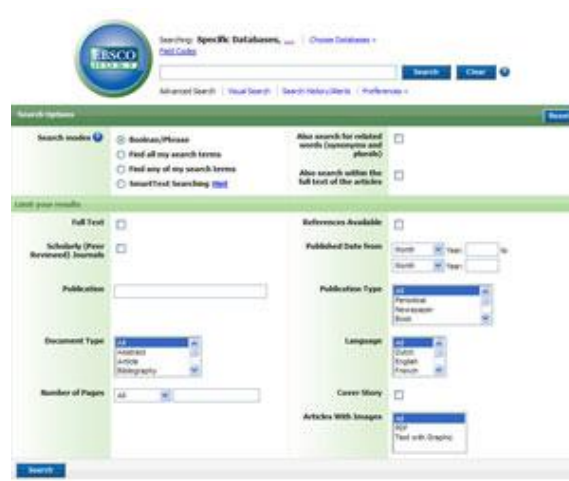 EBSCO
HOST
Searching: Specific Databases, ... | Choose Databases »
Field Codes
Search Clear
Advanced Search | Visual Search | Search History/Alerts | Preferences »
Search Options
Reset
Search modes
Boolean/Phrase
Find all my search terms
Find any of my search terms
SmartText Searching Hint
Also search for related words (synonyms and plurals)
Also search within the full text of the articles
Limit your results
Full Text
References Available
Scholarly (Peer Reviewed) Journals
Published Date from
Month Year: to
Month Year:
Publication
Publication Type
All
Periodical
Newspaper
Book
Document Type
All
Abstract
Article
Bibliography
Language
All
Dutch
English
French
Number of Pages
All
Cover Story
Articles With Images
All
PDF
Text with Graphic
Search